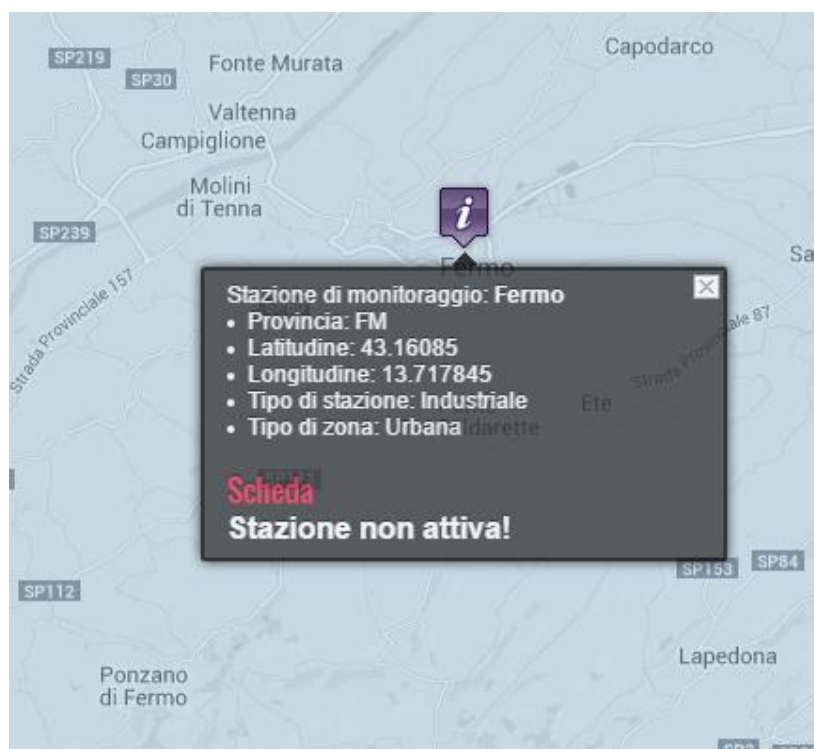 SP219
Fonte Murata
Capodarco
SP30
Valtenna
Campiglione
Molini
di Tenna
i
SP239
Fermo
Sa
Strada Provinciale 157
Stazione di monitoraggio: Fermo
• Provincia: FM
• Latitudine: 43.16085
• Longitudine: 13.717845
• Tipo di stazione: Industriale
• Tipo di zona: Urbana
Strada Provinciale 87
Ete
Scheda
Stazione non attiva!
SP153
SP84
SP112
Lapedona
Ponzano
di Fermo